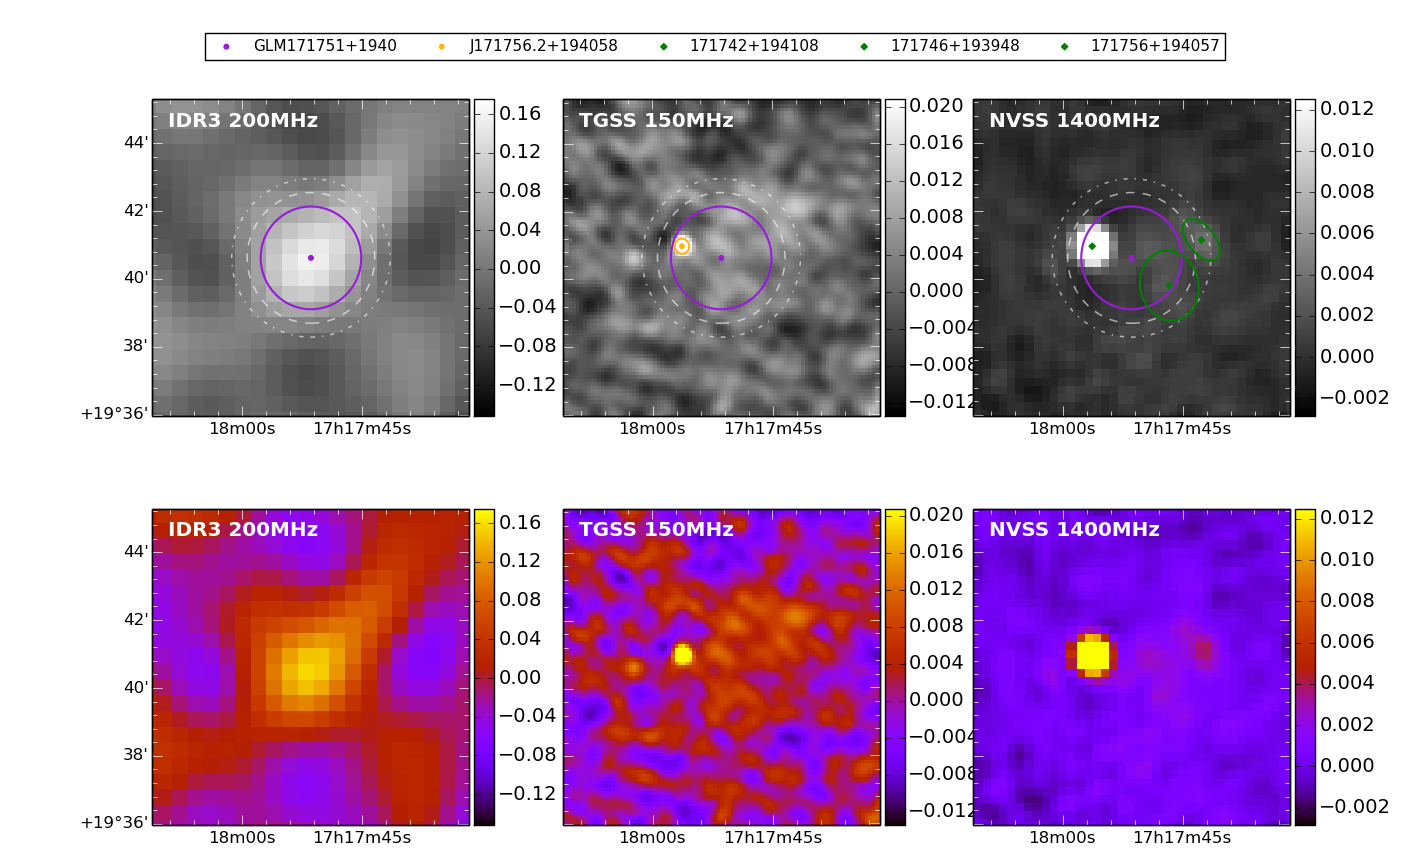 GLM171751+1940 J171756.2+194058 171742+194108 171746+193948 171756+194057
IDR3 200MHz TGSS 150MHz NVSS 1400MHz
44' 42' 40' 38' +19°36'
0.16 0.12 0.08 0.04 0.00 −0.04 −0.08 −0.12
0.020 0.016 0.012 0.008 0.004 0.000 −0.004 −0.008 −0.012
0.012 0.010 0.008 0.006 0.004 0.002 0.000 −0.002
18m00s 17h17m45s 18m00s 17h17m45s 18m00s 17h17m45s
IDR3 200MHz TGSS 150MHz NVSS 1400MHz
44' 42' 40' 38' +19°36'
0.16 0.12 0.08 0.04 0.00 −0.04 −0.08 −0.12
0.020 0.016 0.012 0.008 0.004 0.000 −0.004 −0.008 −0.012
0.012 0.010 0.008 0.006 0.004 0.002 0.000 −0.002
18m00s 17h17m45s 18m00s 17h17m45s 18m00s 17h17m45s